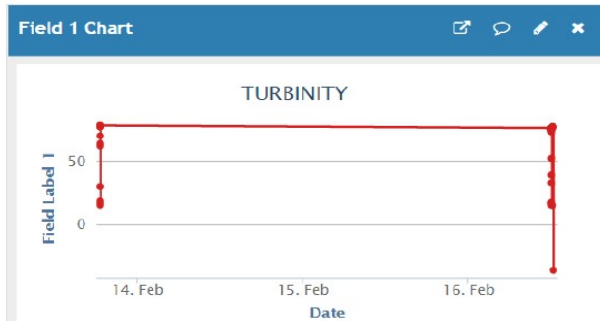 Field 1 Chart
TURBINITY
Field Label 1
50
0
14. Feb
15. Feb
16. Feb
Date